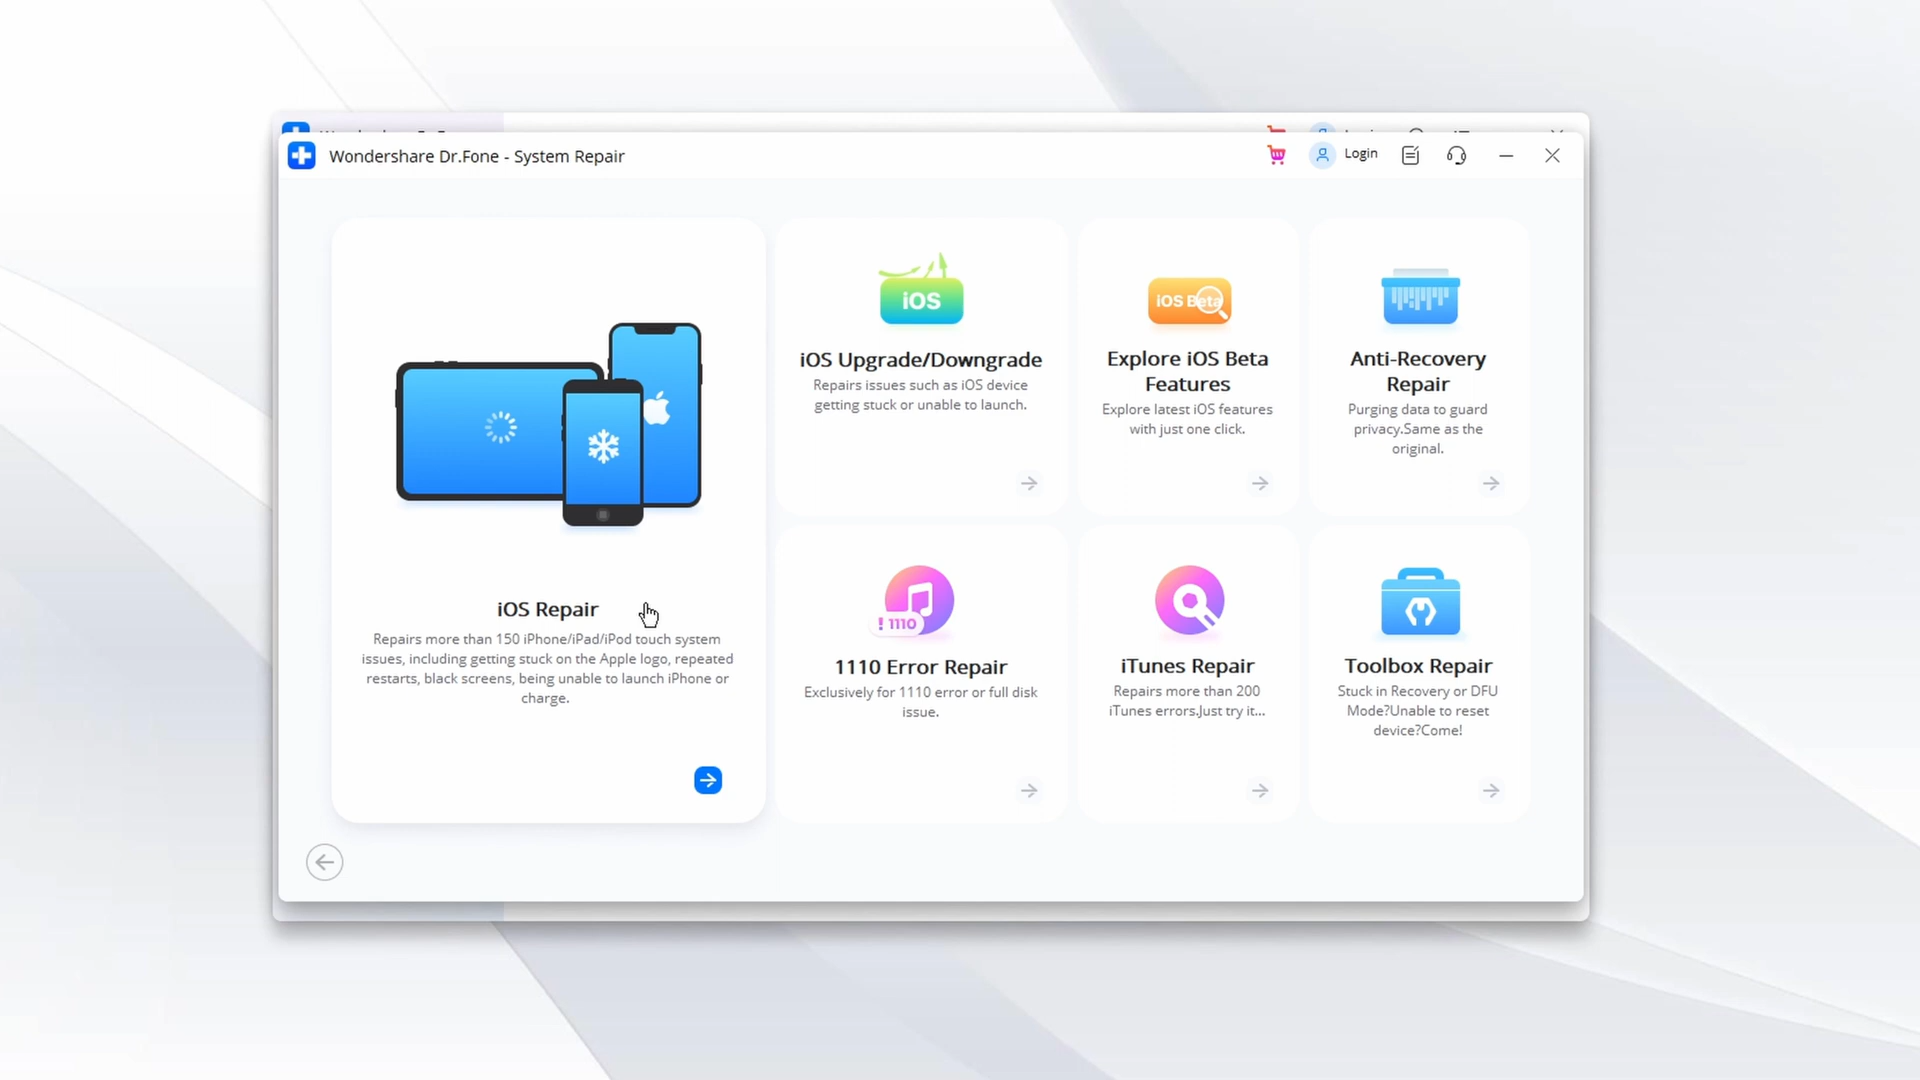 Wondershare Dr.Fone - System Repair
Login
iOS
iOS Beta
iOS Upgrade/Downgrade
Repairs issues such as iOS device
getting stuck or unable to launch.
Explore iOS Beta
Features
Explore latest iOS features
with just one click.
Anti-Recovery
Repair
Purging data to guard
privacy.Same as the
original.
iOS Repair
Repairs more than 150 iPhone/iPad/iPod touch system
issues, including getting stuck on the Apple logo, repeated
restarts, black screens, being unable to launch iPhone or
charge.
! 1110
1110 Error Repair
Exclusively for 1110 error or full disk
issue.
iTunes Repair
Repairs more than 200
iTunes errors.Just try it...
Toolbox Repair
Stuck in Recovery or DFU
Mode?Unable to reset
device?Come!